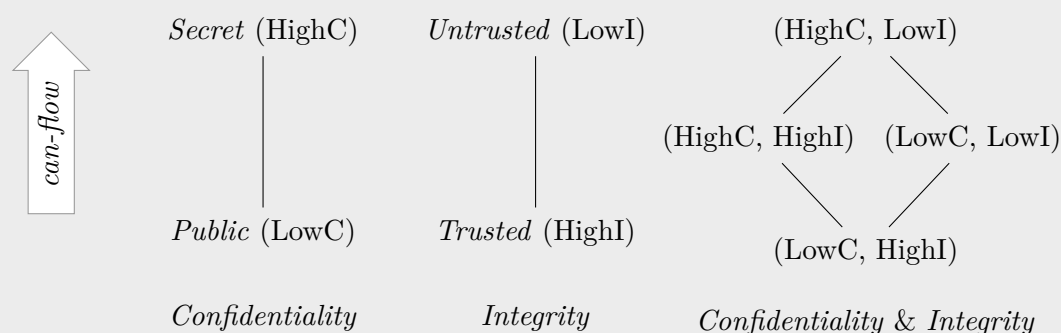 Secret (HighC)
Untrusted (LowI)
(HighC, LowI)
can-flow
(HighC, HighI)
(LowC, LowI)
Public (LowC)
Trusted (HighI)
(LowC, HighI)
Confidentiality
Integrity
Confidentiality & Integrity